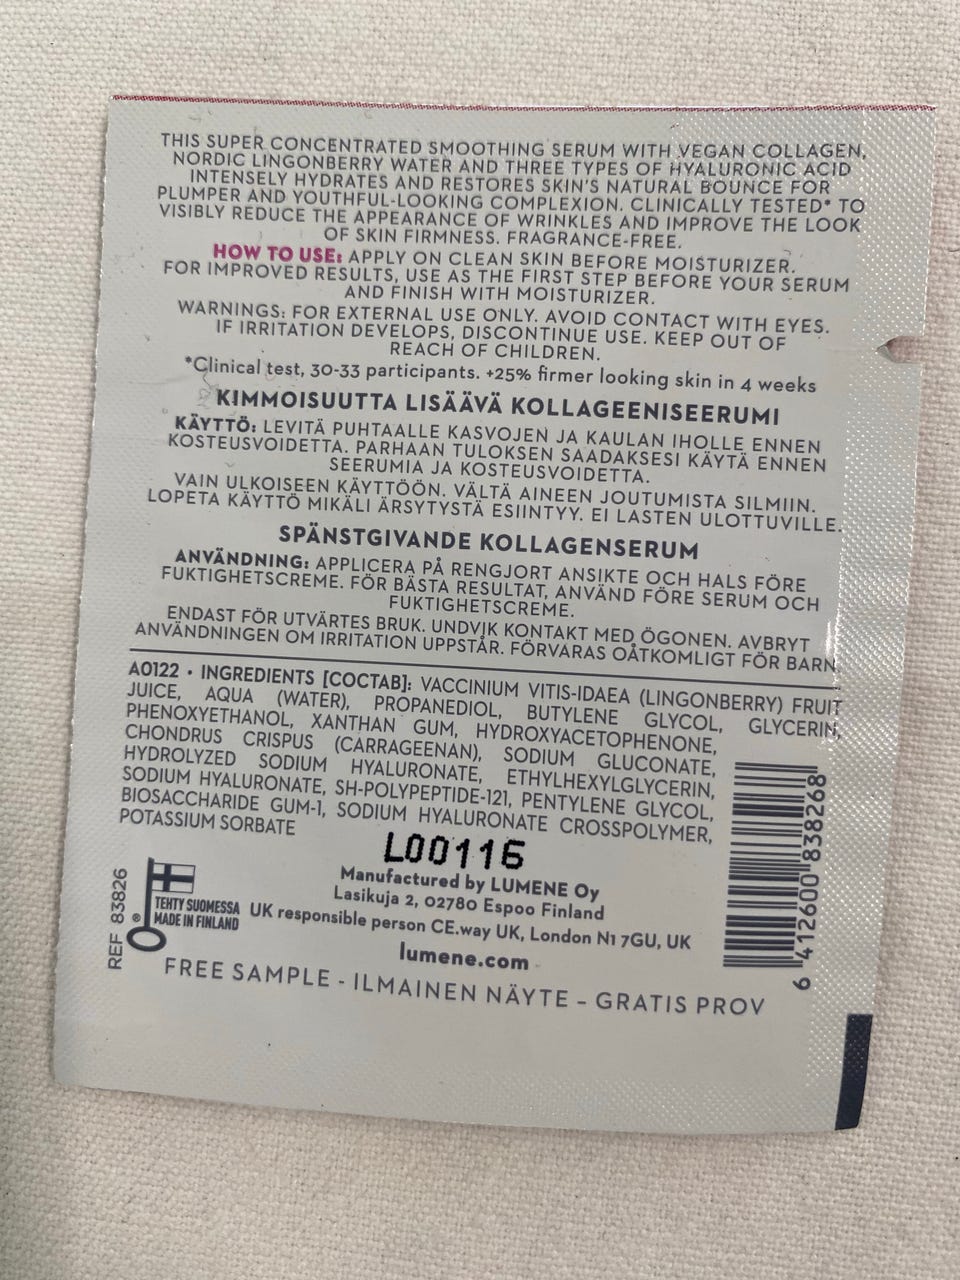 THIS SUPER CONCENTRATED SMOOTHING SERUM WITH VEGAN COLLAGEN,
NORDIC LINGONBERRY WATER AND THREE TYPES OF HYALURONIC ACID
INTENSELY HYDRATES AND RESTORES SKIN'S NATURAL BOUNCE FOR
PLUMPER AND YOUTHFUL-LOOKING COMPLEXION. CLINICALLY TESTED* TO
VISIBLY REDUCE THE APPEARANCE OF WRINKLES AND IMPROVE THE LOOK
OF SKIN FIRMNESS. FRAGRANCE-FREE.
HOW TO USE: APPLY ON CLEAN SKIN BEFORE MOISTURIZER.
FOR IMPROVED RESULTS, USE AS THE FIRST STEP BEFORE YOUR SERUM
AND FINISH WITH MOISTURIZER.
WARNINGS: FOR EXTERNAL USE ONLY. AVOID CONTACT WITH EYES.
IF IRRITATION DEVELOPS, DISCONTINUE USE. KEEP OUT OF
REACH OF CHILDREN.
*Clinical test, 30-33 participants. +25% firmer looking skin in 4 weeks
KIMMOISUUTTA LISÄÄVÄ KOLLAGEENISEERUMI
KÄYTTÖ: LEVITÄ PUHTAALLE KASVOJEN JA KAULAN IHOLLE ENNEN
KOSTEUSVOIDETTA. PARHAAN TULOKSEN SAADAKSESI KÄYTÄ ENNEN
SEERUMIA JA KOSTEUSVOIDETTA.
VAIN ULKOISEEN KÄYTTÖÖN. VÄLTÄ AINEEN JOUTUMISTA SILMIIN.
LOPETA KÄYTTÖ MIKÄLI ÄRSYTYSTÄ ESIINTYY. EI LASTEN ULOTTUVILLE.
SPÄNSTGIVANDE KOLLAGENSERUM
ANVÄNDNING: APPLICERA PÅ RENGJORT ANSIKTE OCH HALS FÖRE
FUKTIGHETSCREME. FÖR BÄSTA RESULTAT, ANVÄND FÖRE SERUM OCH
FUKTIGHETSCREME.
ENDAST FÖR UTVÄRTES BRUK. UNDVIK KONTAKT MED ÖGONEN. AVBRYT
ANVÄNDNINGEN OM IRRITATION UPPSTÅR. FÖRVARAS OÅTKOMLIGT FÖR BARN.
A0122 • INGREDIENTS [COCTAB]: VACCINIUM VITIS-IDAEA (LINGONBERRY) FRUIT
JUICE, AQUA (WATER), PROPANEDIOL, BUTYLENE GLYCOL, GLYCERIN,
PHENOXYETHANOL, XANTHAN GUM, HYDROXYACETOPHENONE,
CHONDRUS CRISPUS (CARRAGEENAN), SODIUM GLUCONATE,
HYDROLYZED SODIUM HYALURONATE, ETHYLHEXYLGLYCERIN,
SODIUM HYALURONATE, SH-POLYPEPTIDE-121, PENTYLENE GLYCOL,
BIOSACCHARIDE GUM-1, SODIUM HYALURONATE CROSSPOLYMER,
POTASSIUM SORBATE
L00116
REF 83826
TEHTY SUOMESSA
® MADE IN FINLAND
Manufactured by LUMENE Oy
Lasikuja 2, 02780 Espoo Finland
UK responsible person CE.way UK, London N1 7GU, UK
lumene.com
6 412600 838268
FREE SAMPLE - ILMAINEN NÄYTE - GRATIS PROV